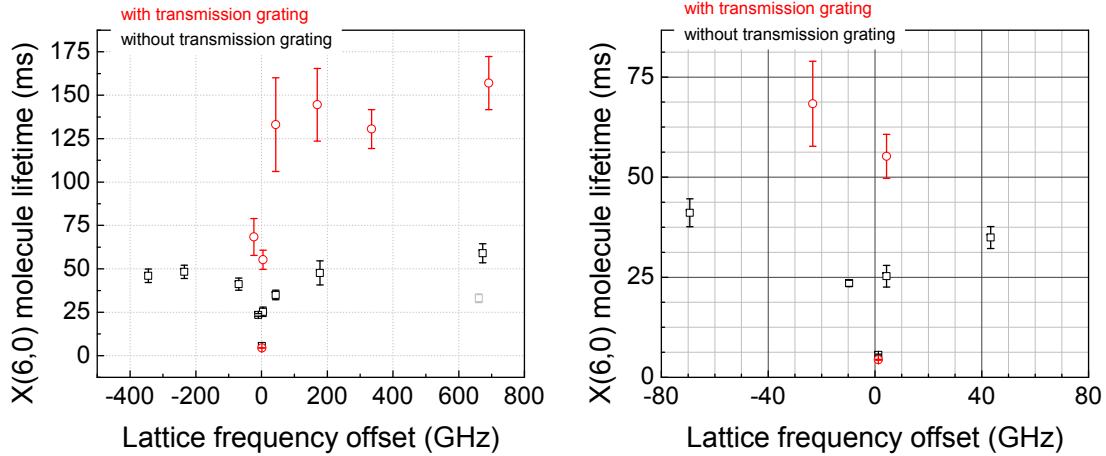 with transmission grating
without transmission grating
X(6,0) molecule lifetime (ms)
175
150
125
100
75
50
25
0
-400 -200 0 200 400 600 800
Lattice frequency offset (GHz)
with transmission grating
without transmission grating
X(6,0) molecule lifetime (ms)
75
50
25
0
-80 -40 0 40 80
Lattice frequency offset (GHz)